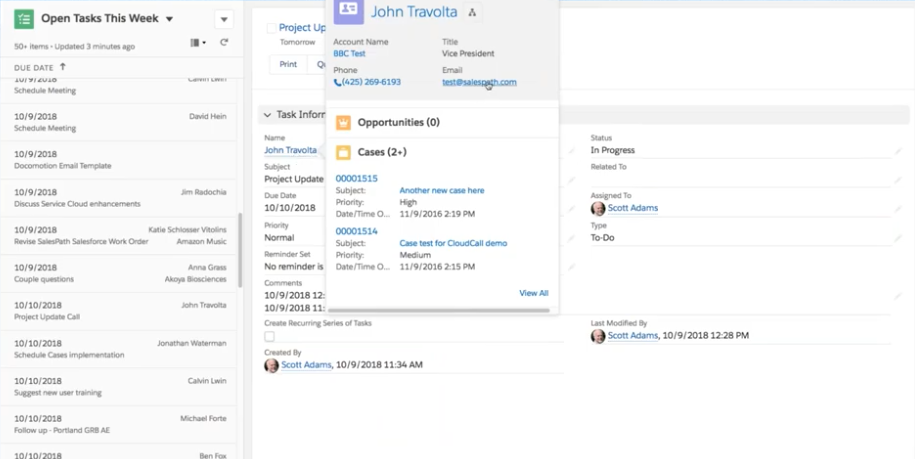 Open Tasks This Week
50+ items • Updated 3 minutes ago
DUE DATE
10/9/2018 Calvin Lwin
Schedule Meeting
10/9/2018 David Hein
Schedule Meeting
10/9/2018
Docomotion Email Template
10/9/2018 Jim Radochia
Discuss Service Cloud enhancements
10/9/2018 Katie Schlosser Vitolins
Revise SalesPath Salesforce Work Order Amazon Music
10/9/2018 Anna Grass
Couple questions Akoya Biosciences
10/10/2018 John Travolta
Project Update Call
10/10/2018 Jonathan Waterman
Schedule Cases implementation
10/10/2018 Calvin Lwin
Suggest new user training
10/10/2018 Michael Forte
Follow up - Portland GRB AE
10/10/2018 Ben Fox
Project Up
Tomorrow
Print
Task Inform
Name
John Travolta
Subject
Project Update
Due Date
10/10/2018
Priority
Normal
Reminder Set
No reminder is
Comments
10/9/2018 12:
10/9/2018 11:
Create Recurring Series of Tasks
Created By
Scott Adams, 10/9/2018 11:34 AM
John Travolta
Account Name Title
BBC Test Vice President
Phone Email
(425) 269-6193 test@salespath.com
Opportunities (0)
Cases (2+)
00001515
Subject: Another new case here
Priority: High
Date/Time O... 11/9/2016 2:19 PM
00001514
Subject: Case test for CloudCall demo
Priority: Medium
Date/Time O... 11/9/2016 2:15 PM
View All
Status
In Progress
Related To
Assigned To
Scott Adams
Type
To-Do
Last Modified By
Scott Adams, 10/9/2018 12:28 PM